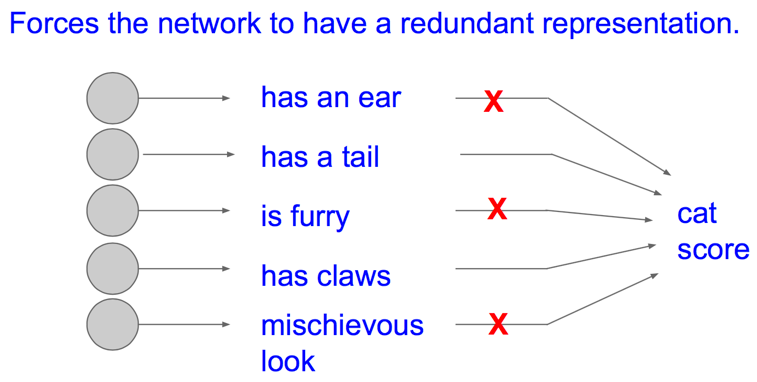 Forces the network to have a redundant representation.
has an ear
X
has a tail
is furry
X
cat
score
has claws
mischievous
look
X